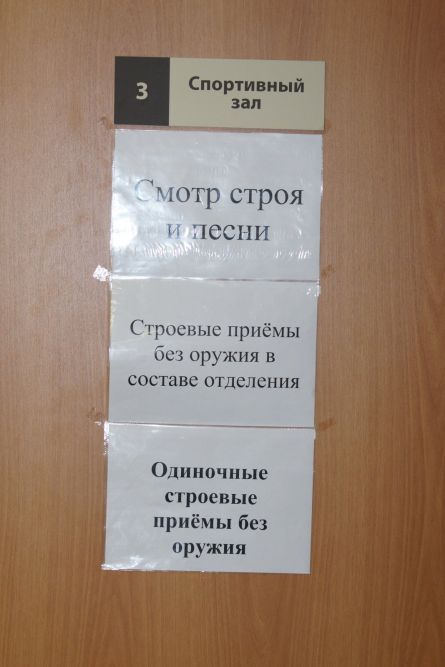 3
Спортивный
зал
Смотр строя
и песни
Строевые приёмы
без оружия в
составе отделения
Одиночные
строевые
приёмы без
оружия